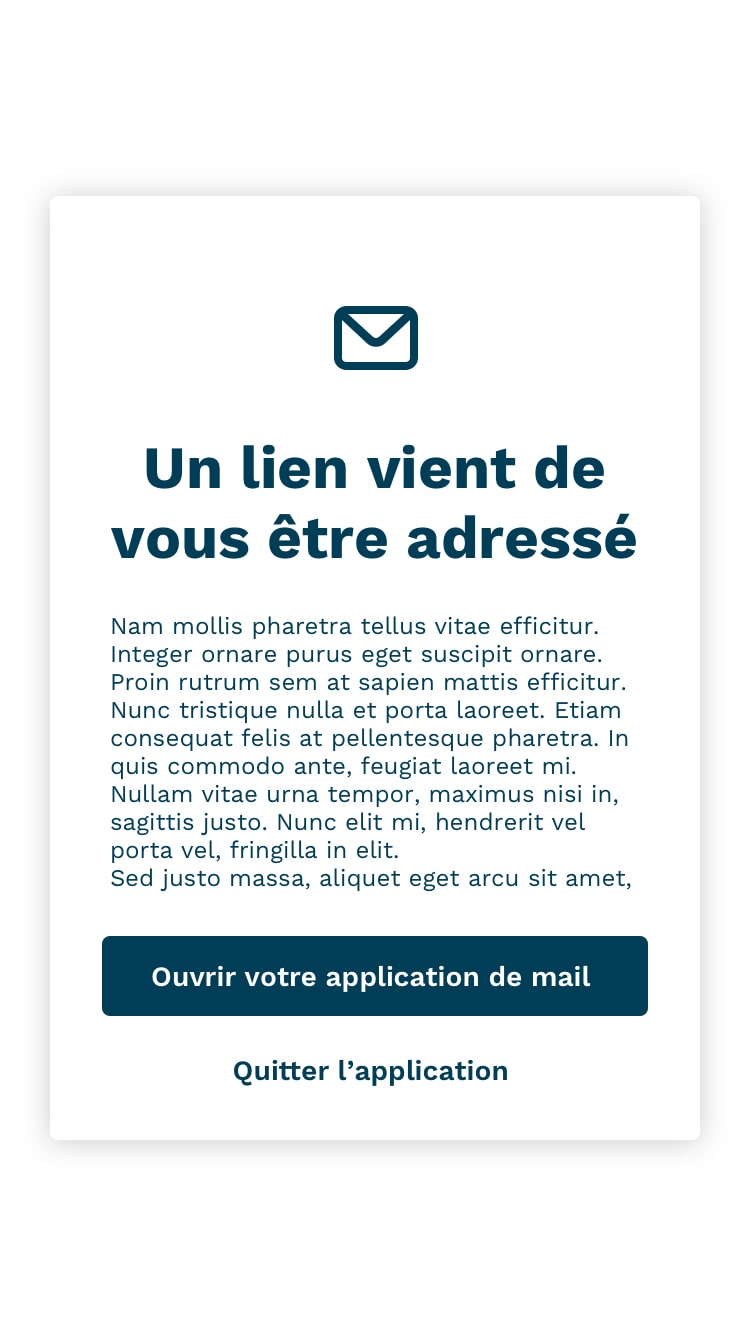 Un lien vient de
vous être adressé
Nam mollis pharetra tellus vitae efficitur.
Integer ornare purus eget suscipit ornare.
Proin rutrum sem at sapien mattis efficitur.
Nunc tristique nulla et porta laoreet. Etiam
consequat felis at pellentesque pharetra. In
quis commodo ante, feugiat laoreet mi.
Nullam vitae urna tempor, maximus nisi in,
sagittis justo. Nunc elit mi, hendrerit vel
porta vel, fringilla in elit.
Sed justo massa, aliquet eget arcu sit amet,
Ouvrir votre application de mail
Quitter l’application